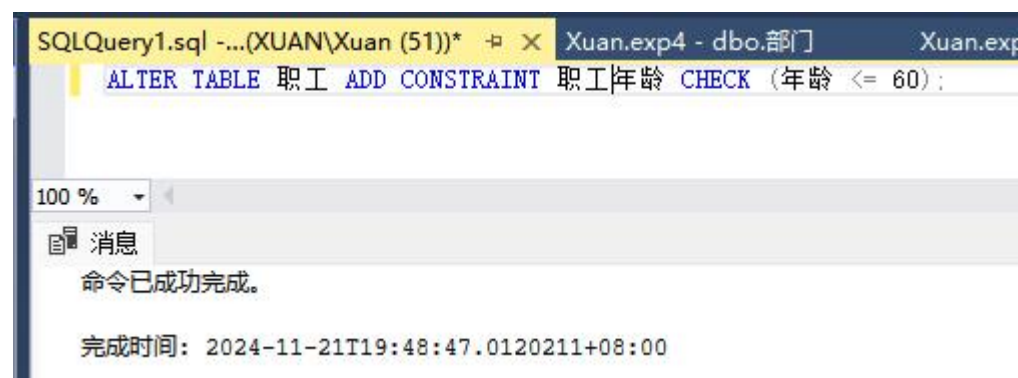 SQLQuery1.sql -...(XUAN\Xuan (51))* Xuan.exp4 - dbo.部门 Xuan.exp
ALTER TABLE 职工 ADD CONSTRAINT 职工年龄 CHECK (年龄 <= 60);
100 %
消息
命令已成功完成。
完成时间: 2024-11-21T19:48:47.0120211+08:00